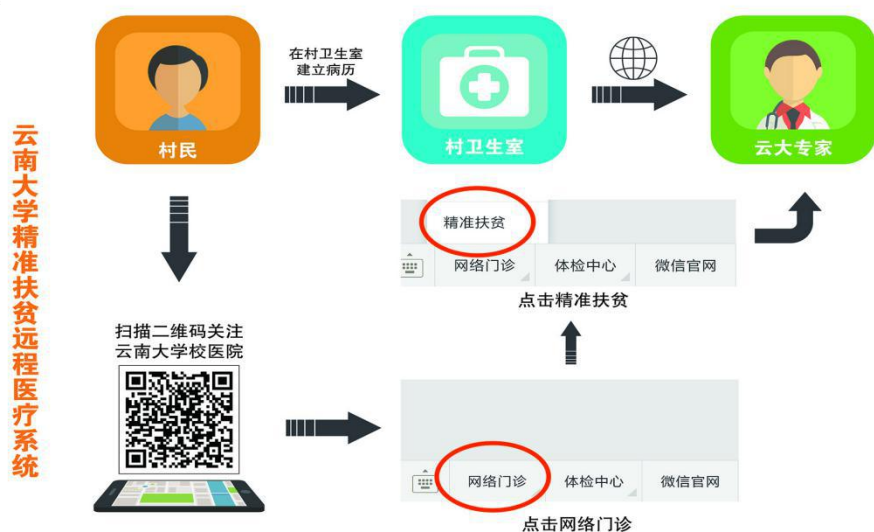 云南大学精准扶贫远程医疗系统
村民
在村卫生室
建立病历
村卫生室
云大专家
扫描二维码关注
云南大学校医院
精准扶贫
网络门诊 体检中心 微信官网
点击精准扶贫
网络门诊 体检中心 微信官网
点击网络门诊